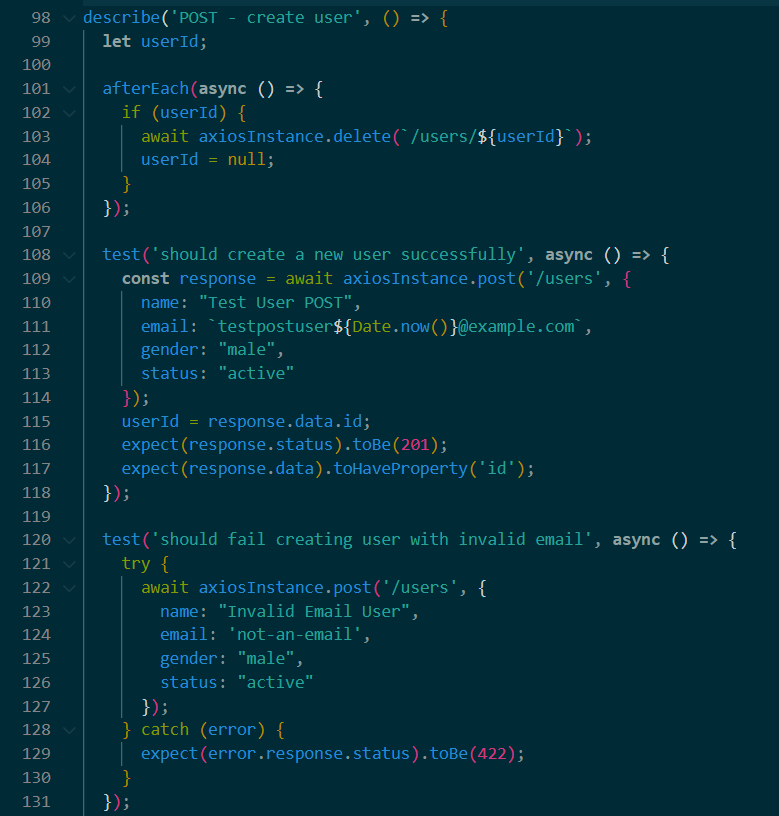 98 describe('POST - create user', () => {
99   let userId;
100
101   afterEach(async () => {
102     if (userId) {
103       await axiosInstance.delete(`/users/${userId}`);
104       userId = null;
105     }
106   });
107
108   test('should create a new user successfully', async () => {
109     const response = await axiosInstance.post('/users', {
110       name: "Test User POST",
111       email: `testpostuser${Date.now()}@example.com`,
112       gender: "male",
113       status: "active"
114     });
115     userId = response.data.id;
116     expect(response.status).toBe(201);
117     expect(response.data).toHaveProperty('id');
118   });
119
120   test('should fail creating user with invalid email', async () => {
121     try {
122       await axiosInstance.post('/users', {
123         name: "Invalid Email User",
124         email: 'not-an-email',
125         gender: "male",
126         status: "active"
127       });
128     } catch (error) {
129       expect(error.response.status).toBe(422);
130     }
131   });